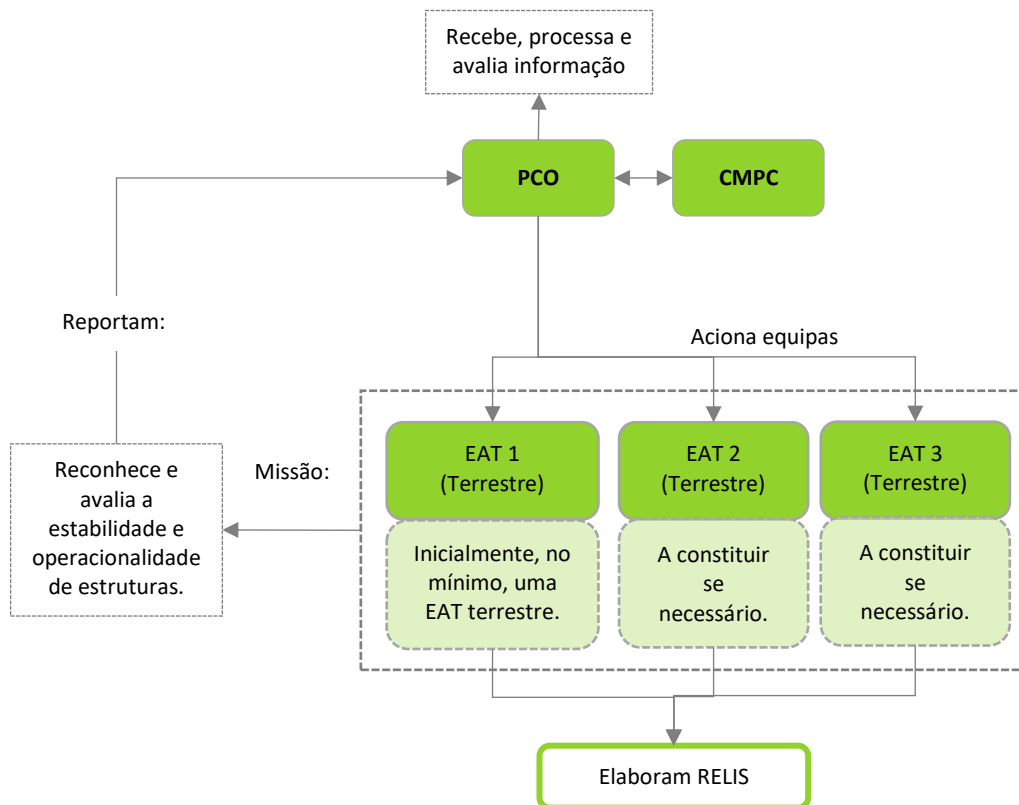 Recebe, processa e
avalia informação
PCO
CMPC
Reportam:
Aciona equipas
Reconhece e
avalia a
estabilidade e
operacionalidade
de estruturas.
Missão:
EAT 1
(Terrestre)
EAT 2
(Terrestre)
EAT 3
(Terrestre)
Inicialmente, no
mínimo, uma
EAT terrestre.
A constituir
se
necessário.
A constituir
se
necessário.
Elaboram RELIS